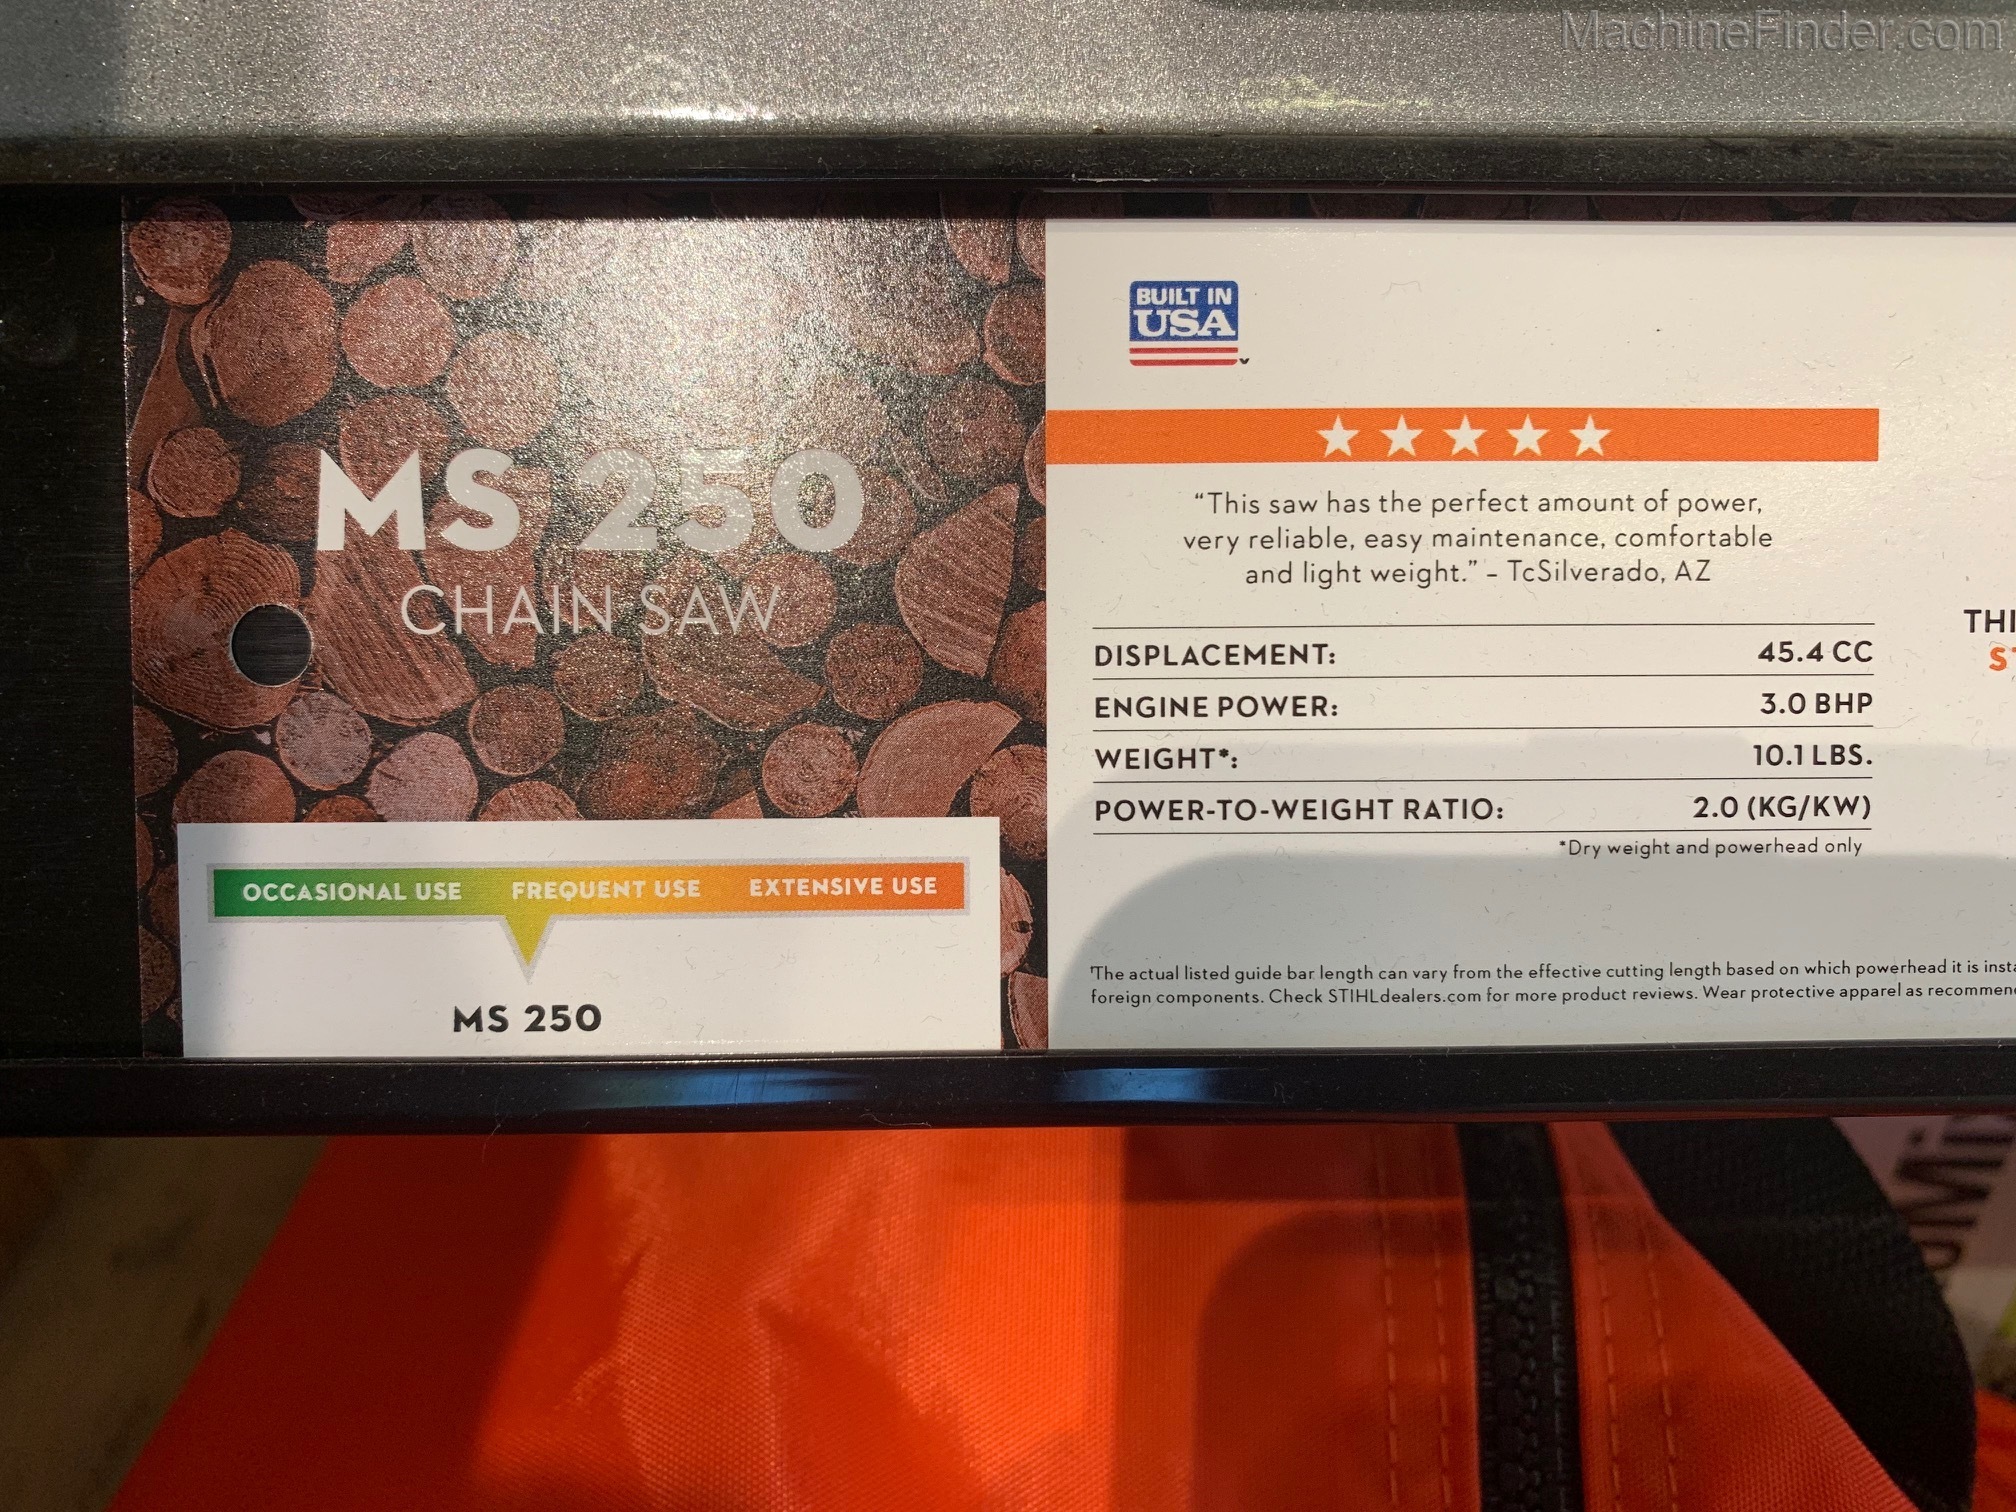 MachineFinder.com
MS 250
CHAIN SAW
OCCASIONAL USE FREQUENT USE EXTENSIVE USE
MS 250
BUILT IN
USA
“This saw has the perfect amount of power,
very reliable, easy maintenance, comfortable
and light weight.” – TcSilverado, AZ
DISPLACEMENT: 45.4 CC
ENGINE POWER: 3.0 BHP
WEIGHT*: 10.1 LBS.
POWER-TO-WEIGHT RATIO: 2.0 (KG/KW)
*Dry weight and powerhead only
The actual listed guide bar length can vary from the effective cutting length based on which powerhead it is
foreign components. Check STIHLdealers.com for more product reviews. Wear protective apparel as